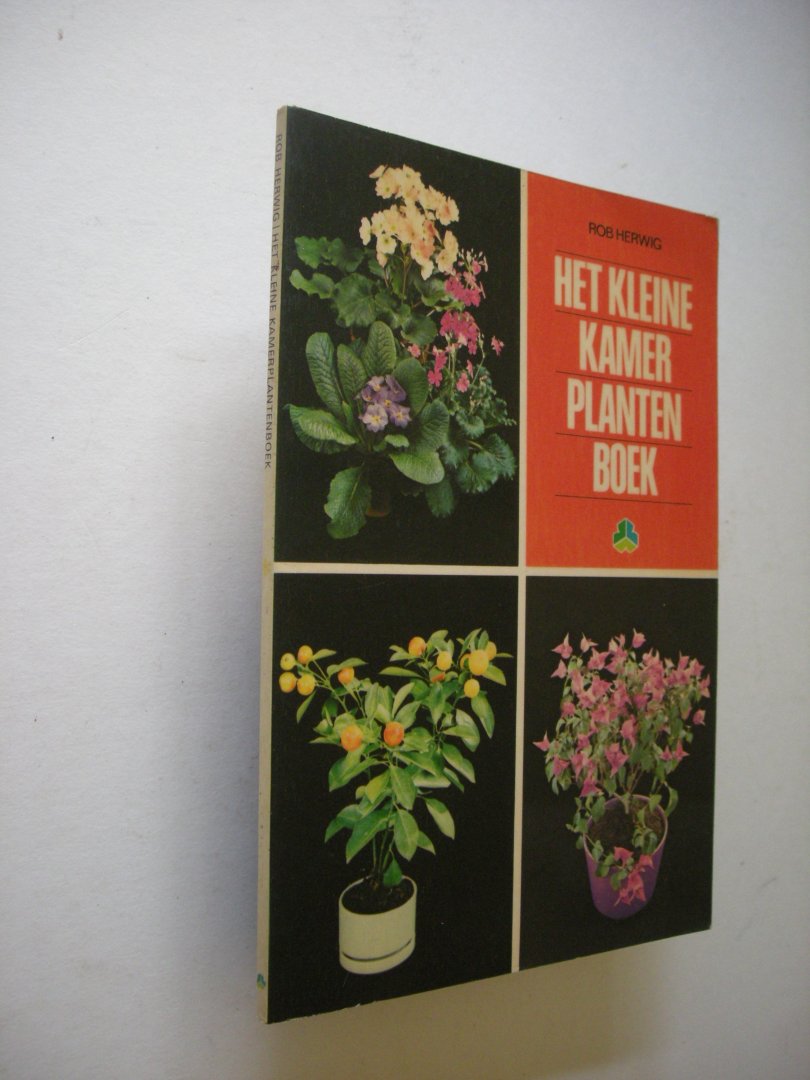 ROB HERWIG / HET KLEINE KAMERPLANTENBOEK
ROB HERWIG
HET KLEINE
KAMER
PLANTEN
BOEK